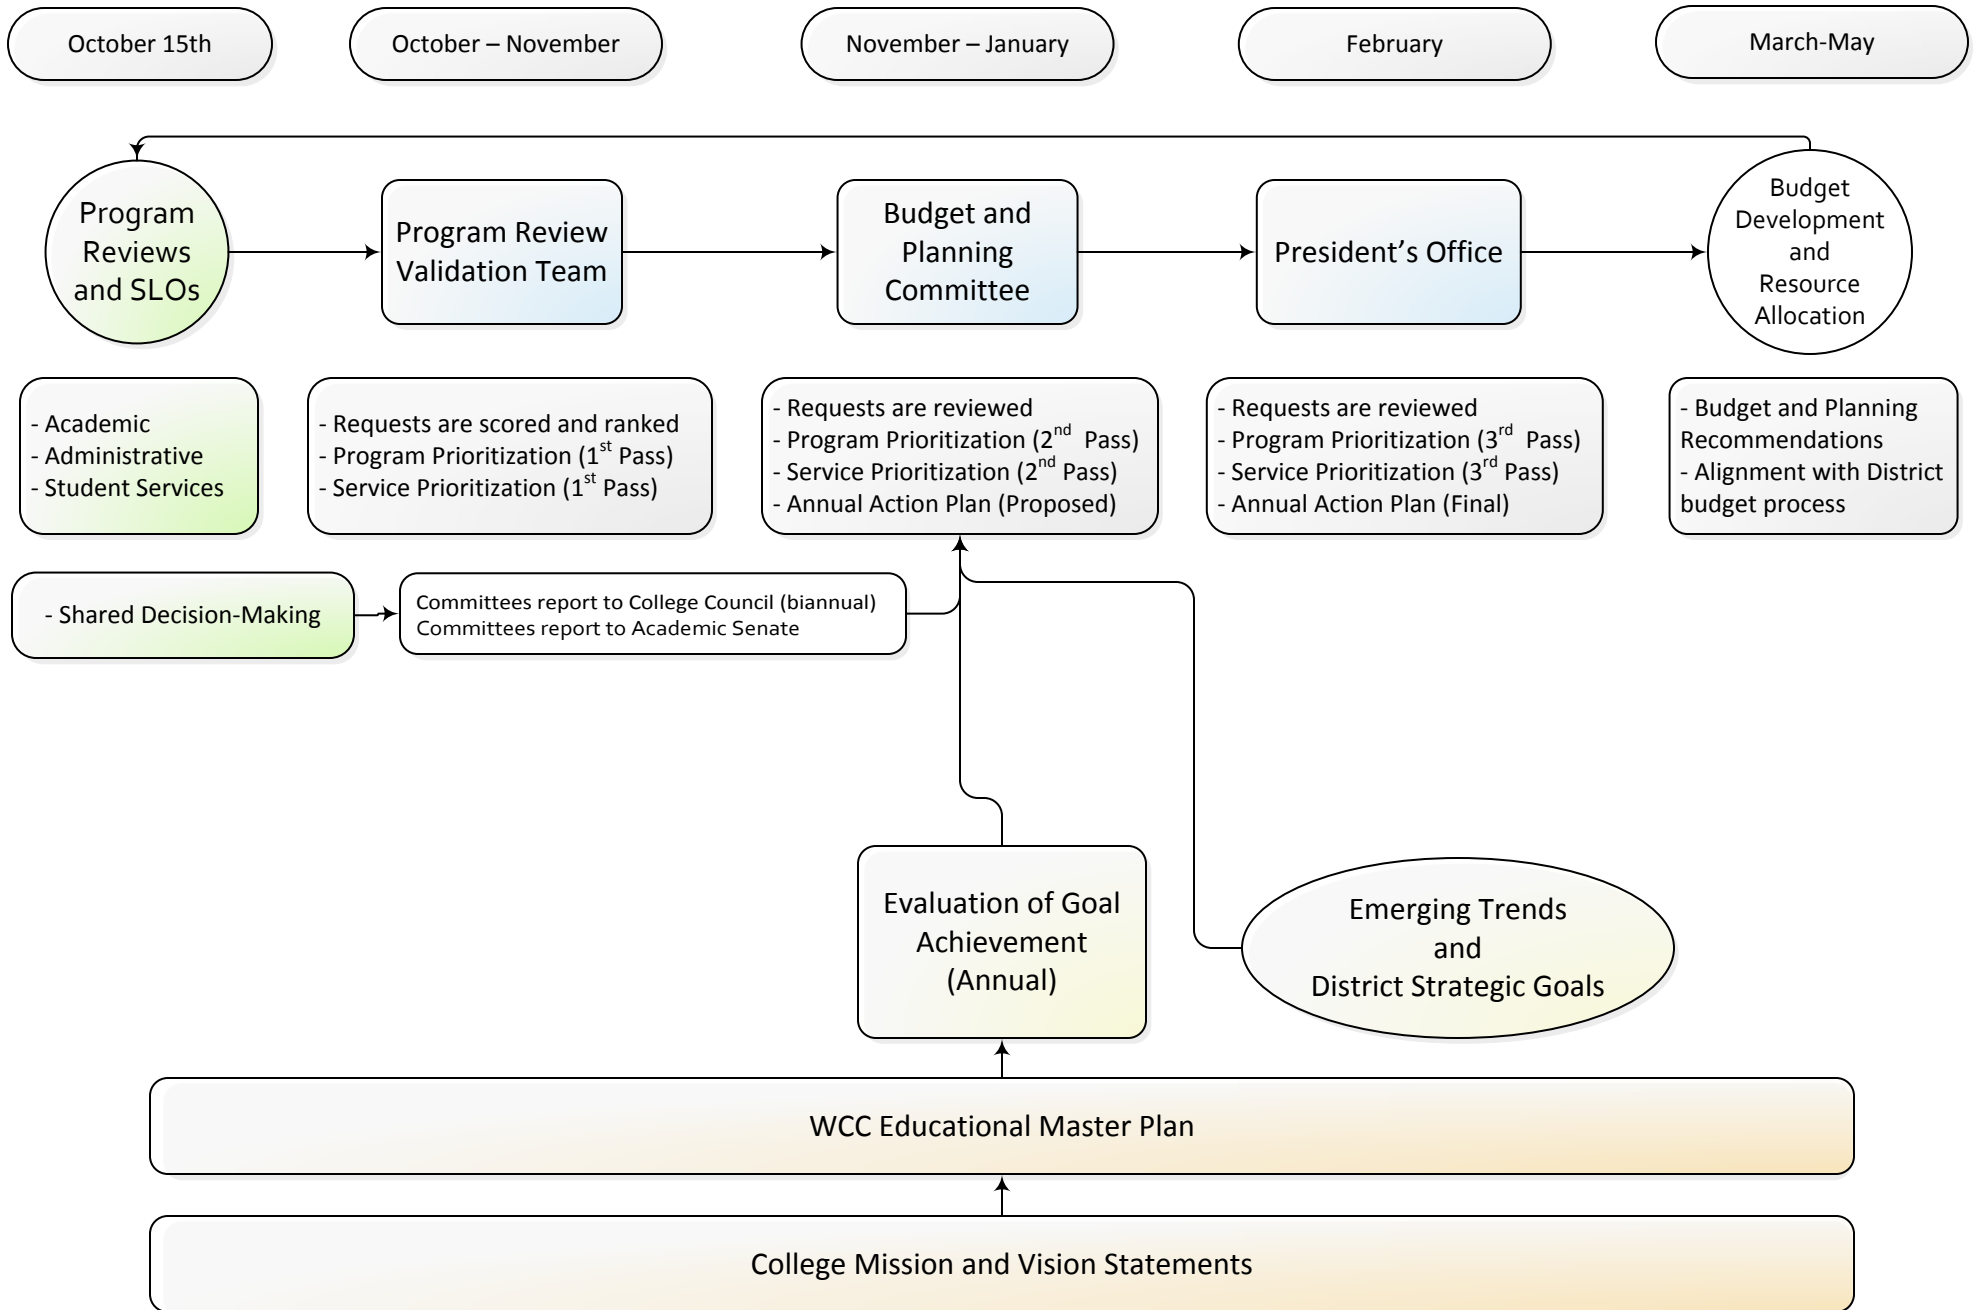 October 15th
October – November
November – January
February
March-May
Program
Reviews
and SLOs
Program Review
Validation Team
Budget and
Planning
Committee
President’s Office
Budget
Development
and
Resource
Allocation
- Academic
- Administrative
- Student Services
- Requests are scored and ranked
- Program Prioritization (1st Pass)
- Service Prioritization (1st Pass)
- Requests are reviewed
- Program Prioritization (2nd  Pass)
- Service Prioritization (2nd Pass)
- Annual Action Plan (Proposed)
- Requests are reviewed
- Program Prioritization (3rd  Pass)
- Service Prioritization (3rd Pass)
- Annual Action Plan (Final)
- Budget and Planning
Recommendations
- Alignment with District
budget process
- Shared Decision-Making
Committees report to College Council (biannual)
Committees report to Academic Senate
Evaluation of Goal
Achievement
(Annual)
Emerging Trends
and
District Strategic Goals
WCC Educational Master Plan
College Mission and Vision Statements